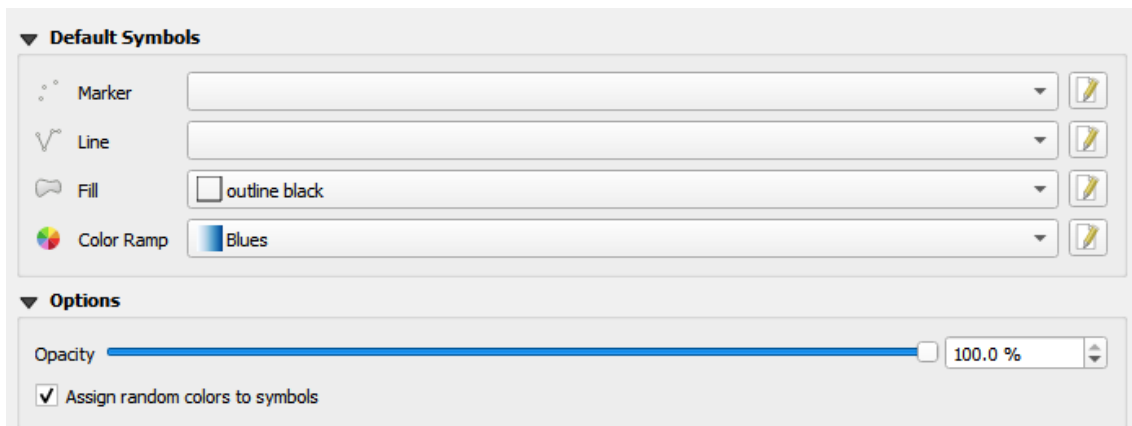 Default Symbols
Marker
Line
Fill outline black
Color Ramp Blues
Options
Opacity 100.0 %
Assign random colors to symbols